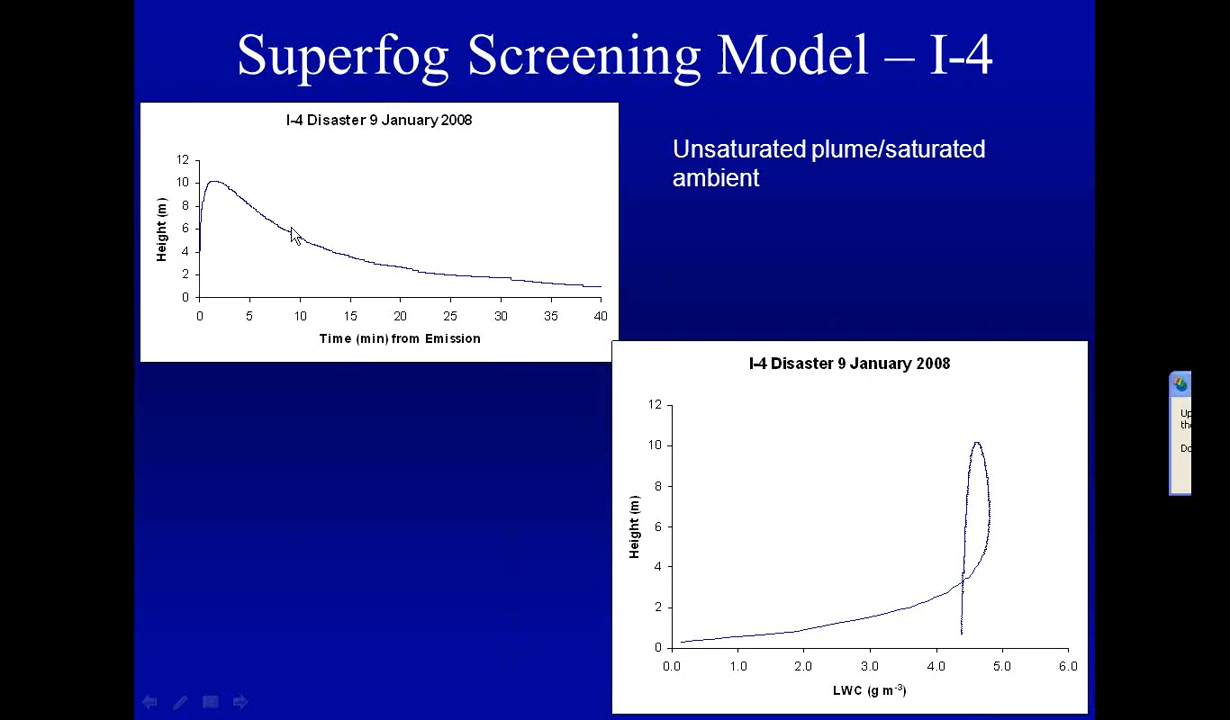 Superfog Screening Model – I-4
I-4 Disaster 9 January 2008
12
10
8
6
4
2
0
Height (m)
0 5 10 15 20 25 30 35 40
Time (min) from Emission
Unsaturated plume/saturated
ambient
I-4 Disaster 9 January 2008
12
10
8
6
4
2
0
Height (m)
0.0 1.0 2.0 3.0 4.0 5.0 6.0
LWC (g m-3)
Up
the
Do